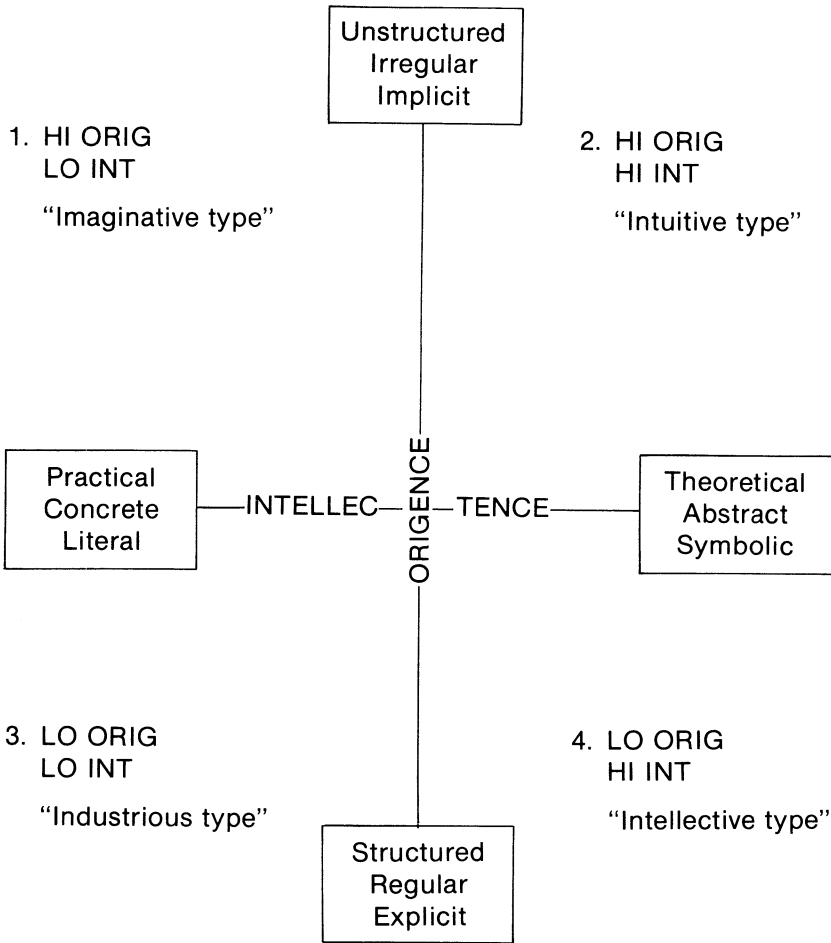 Unstructured
Irregular
Implicit
1. HI ORIG
LO INT
“Imaginative type”
2. HI ORIG
HI INT
“Intuitive type”
Practical
Concrete
Literal
INTELLEC
ORIGENCE
TENCE
Theoretical
Abstract
Symbolic
3. LO ORIG
LO INT
“Industrious type”
4. LO ORIG
HI INT
“Intellective type”
Structured
Regular
Explicit